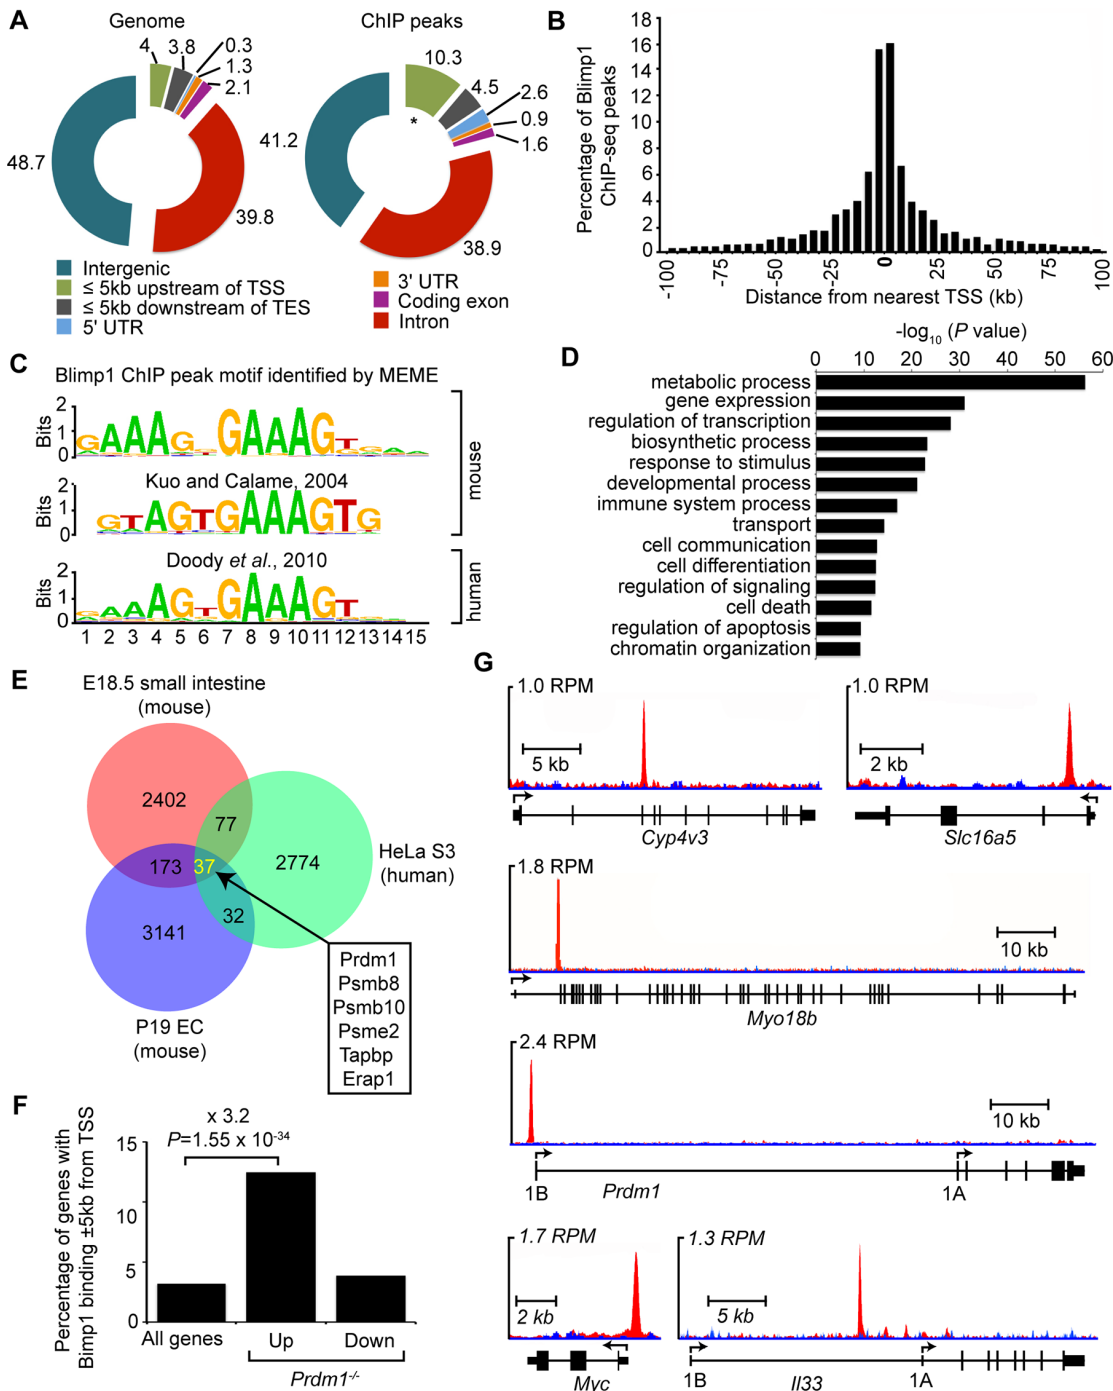 A
Genome
4
3.8
0.3
1.3
2.1
48.7
39.8
ChIP peaks
10.3
4.5
2.6
0.9
1.6
41.2
38.9
*
Intergenic
≤ 5kb upstream of TSS
≤ 5kb downstream of TES
5' UTR
3' UTR
Coding exon
Intron
B
Percentage of Blimp1
ChIP-seq peaks
18
16
14
12
10
8
6
4
2
0
-100
-75
-50
-25
0
25
50
75
100
Distance from nearest TSS (kb)
C
Blimp1 ChIP peak motif identified by MEME
Bits
2
1
0
GAAAG GAAAGT
mouse
Kuo and Calame, 2004
Bits
2
1
0
GTAGTGAAAGTG
Doody et al., 2010
Bits
2
1
0
GAAAGTGAAAGT
human
1 2 3 4 5 6 7 8 9 10 11 12 13 14 15
D
-log10 (P value)
0 10 20 30 40 50 60
metabolic process
gene expression
regulation of transcription
biosynthetic process
response to stimulus
developmental process
immune system process
transport
cell communication
cell differentiation
regulation of signaling
cell death
regulation of apoptosis
chromatin organization
E
E18.5 small intestine
(mouse)
2402
77
173
37
2774
HeLa S3
(human)
32
3141
P19 EC
(mouse)
Prdm1
Psmb8
Psmb10
Psme2
Tapbp
Erap1
F
x 3.2
P=1.55 x 10-34
Percentage of genes with
Bimp1 binding ±5kb from TSS
15
10
5
0
All genes
Up
Down
Prdm1-/-
G
1.0 RPM
5 kb
Cyp4v3
1.0 RPM
2 kb
Slc16a5
1.8 RPM
10 kb
Myo18b
2.4 RPM
10 kb
1B
Prdm1
1A
1.7 RPM
2 kb
Myc
1.3 RPM
5 kb
1B
Il33
1A